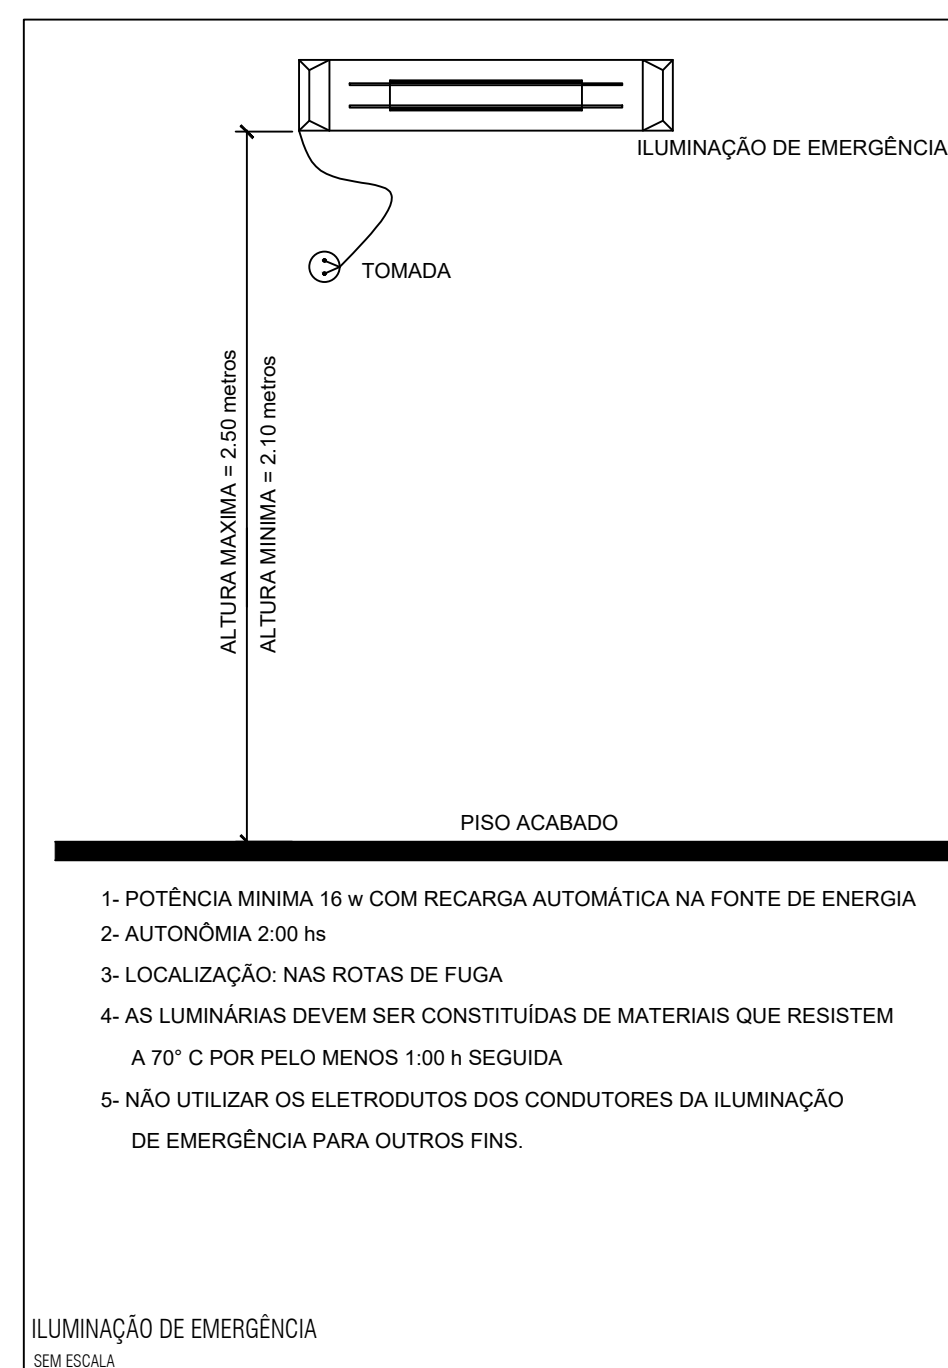 ILUMINAÇÃO DE EMERGÊNCIA
TOMADA
ALTURA MAXIMA = 2.50 metros
ALTURA MINIMA = 2.10 metros
PISO ACABADO
1- POTÊNCIA MINIMA 16 w COM RECARGA AUTOMÁTICA NA FONTE DE ENERGIA
2- AUTONÔMIA 2:00 hs
3- LOCALIZAÇÃO: NAS ROTAS DE FUGA
4- AS LUMINÁRIAS DEVEM SER CONSTITUÍDAS DE MATERIAIS QUE RESISTEM
A 70° C POR PELO MENOS 1:00 h SEGUIDA
5- NÃO UTILIZAR OS ELETRODUTOS DOS CONDUTORES DA ILUMINAÇÃO
DE EMERGÊNCIA PARA OUTROS FINS.
ILUMINAÇÃO DE EMERGÊNCIA
SEM ESCALA